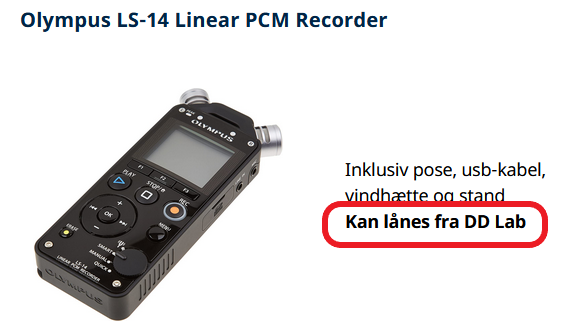 Olympus LS-14 Linear PCM Recorder
Inklusiv pose, usb-kabel,
vindhætte og stand
Kan lånes fra DD Lab
OLYMPUS
PLAY
F1 F2 F3
STOP
REC
OK
MENU
PEAK
SMART
MANUAL
QUICK
LS-14
LINEAR PCM RECORDER
OLYMPUS